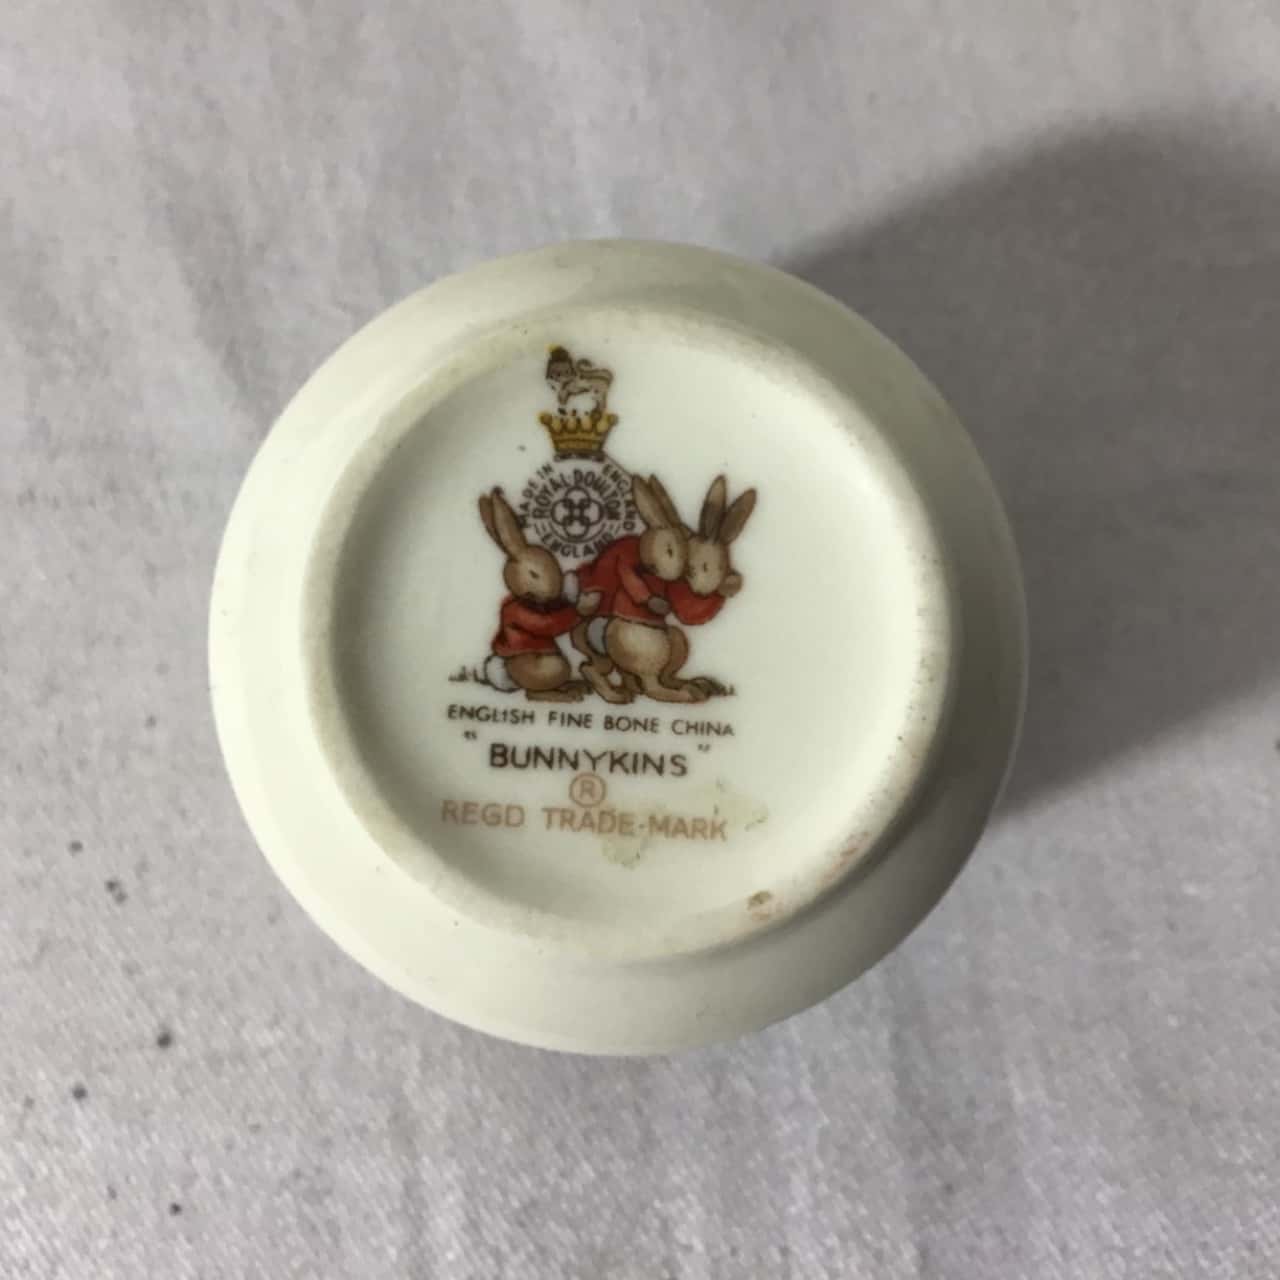 MADE IN ENGLAND
ROYAL DOULTON
ENGLAND
ENGLISH FINE BONE CHINA
"BUNNYKINS"
®
REGD TRADE-MARK